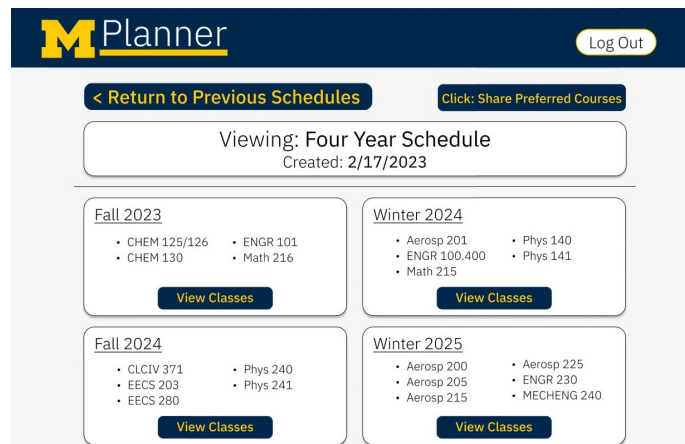 M Planner
Log Out
< Return to Previous Schedules
Click: Share Preferred Courses
Viewing: Four Year Schedule
Created: 2/17/2023
Fall 2023
• CHEM 125/126
• CHEM 130
• ENGR 101
• Math 216
View Classes
Winter 2024
• Aerosp 201
• ENGR 100.400
• Math 215
• Phys 140
• Phys 141
View Classes
Fall 2024
• CLCIV 371
• EECS 203
• EECS 280
• Phys 240
• Phys 241
View Classes
Winter 2025
• Aerosp 200
• Aerosp 205
• Aerosp 215
• Aerosp 225
• ENGR 230
• MECHENG 240
View Classes